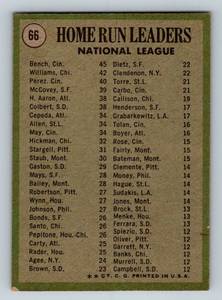 66
HOME RUN LEADERS
NATIONAL LEAGUE
Bench, Cin. 45
Williams, Chi. 42
Perez, Cin. 40
McCovey, S.F. 39
H. Aaron, Atl. 38
Colbert, S.D. 38
Cepeda, Atl. 34
Allen, St.L. 34
May, Cin. 34
Hickman, Chi. 32
Stargell, Pitt. 31
Staub, Mont. 30
Gaston, S.D. 29
Mays, S.F. 28
Bailey, Mont. 28
Robertson, Pitt. 27
Wynn, Hou. 27
Johnson, Phil. 27
Bonds, S.F. 26
Santo, Chi. 26
Pepitone, Hou.-Chi. 26
Carty, Atl. 25
Rader, Hou. 25
Agee, N.Y. 24
Brown, S.D. 23
Dietz, S.F. 22
Clendenon, N.Y. 22
Torre, St.L. 21
Carbo, Cin. 21
Callison, Chi. 19
Henderson, S.F. 17
Grabarkewitz, L.A. 17
Tolan, Cin. 16
Boyer, Atl. 16
Rose, Cin. 15
Fairly, Mont. 15
Bateman, Mont. 15
Clemente, Pitt. 14
Money, Phil. 14
Hague, St.L. 14
Sudakis, L.A. 14
Jones, Phil. 14
Brock, St.L. 13
Menke, Hou. 13
Ferrara, S.D. 13
Spiezio, S.D. 12
Oliver, Pitt. 12
Garrett, N.Y. 12
Banks, Chi. 12
Murrell, S.D. 12
Campbell, S.D. 12
★★ © T. C. G. PRINTED IN U.S.A.